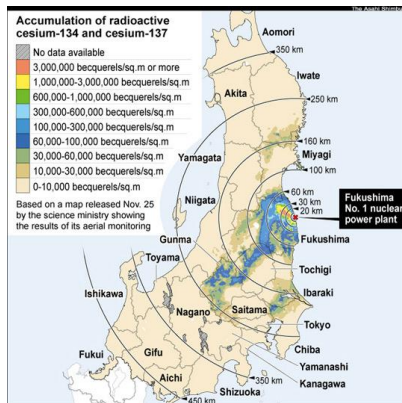 The Asahi Shimbun
Accumulation of radioactive
cesium-134 and cesium-137
No data available
3,000,000 becquerels/sq.m or more
1,000,000-3,000,000 becquerels/sq.m
600,000-1,000,000 becquerels/sq.m
300,000-600,000 becquerels/sq.m
100,000-300,000 becquerels/sq.m
60,000-100,000 becquerels/sq.m
30,000-60,000 becquerels/sq.m
10,000-30,000 becquerels/sq.m
0-10,000 becquerels/sq.m
Based on a map released Nov. 25
by the science ministry showing
the results of its aerial monitoring
Aomori
350 km
Iwate
Akita
250 km
160 km
Yamagata
Miyagi
100 km
60 km
30 km
20 km
Niigata
Fukushima
No. 1 nuclear
power plant
Fukushima
Gunma
Toyama
Tochigi
Ishikawa
Ibaraki
Nagano
Saitama
Tokyo
Fukui
Gifu
Chiba
Yamanashi
Aichi
Kanagawa
350 km
Shizuoka
450 km